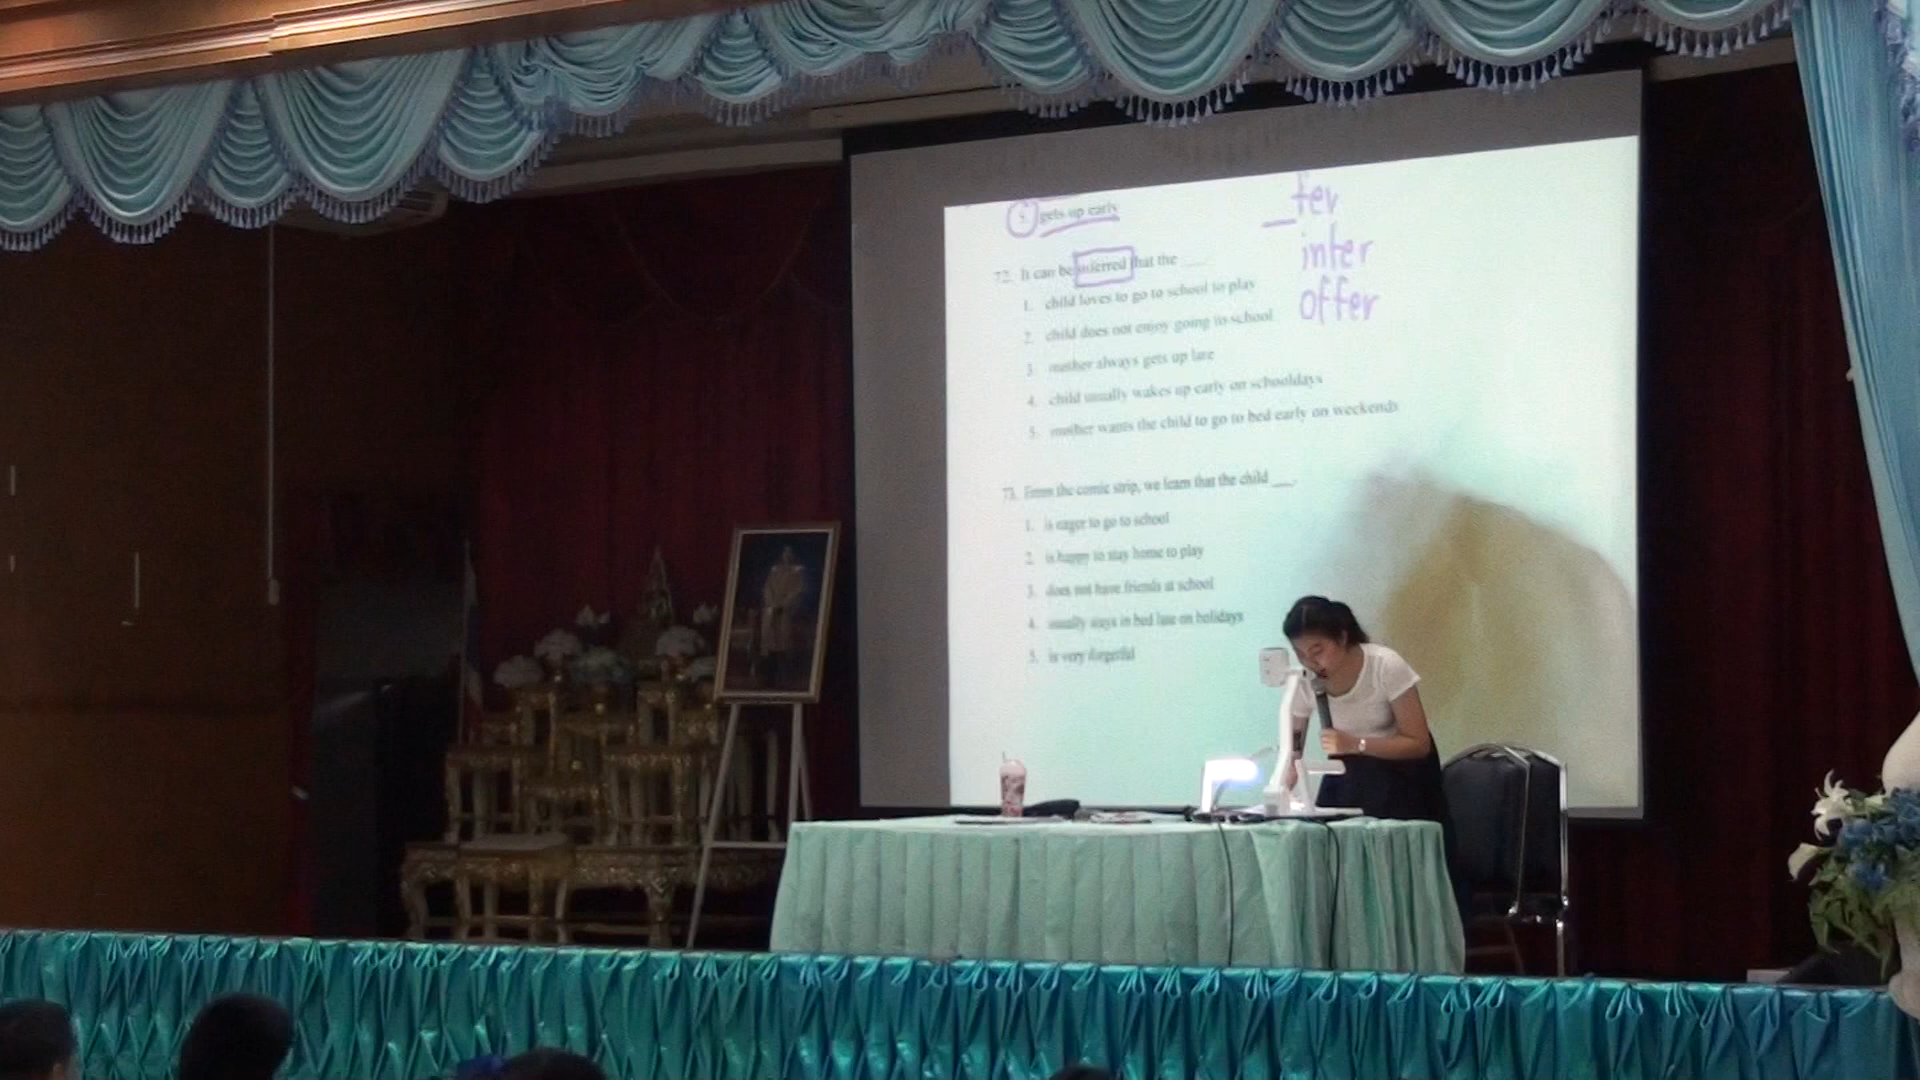 5. gets up early
__fer
72. It can be inferred that the ___
infer
1. child loves to go to school to play
offer
2. child does not enjoy going to school
3. mother always gets up late
4. child usually wakes up early on schooldays
5. mother wants the child to go to bed early on weekends
73. From the comic strip, we learn that the child ___.
1. is eager to go to school
2. is happy to stay home to play
3. does not have friends at school
4. usually stays in bed late on holidays
5. is very forgetful